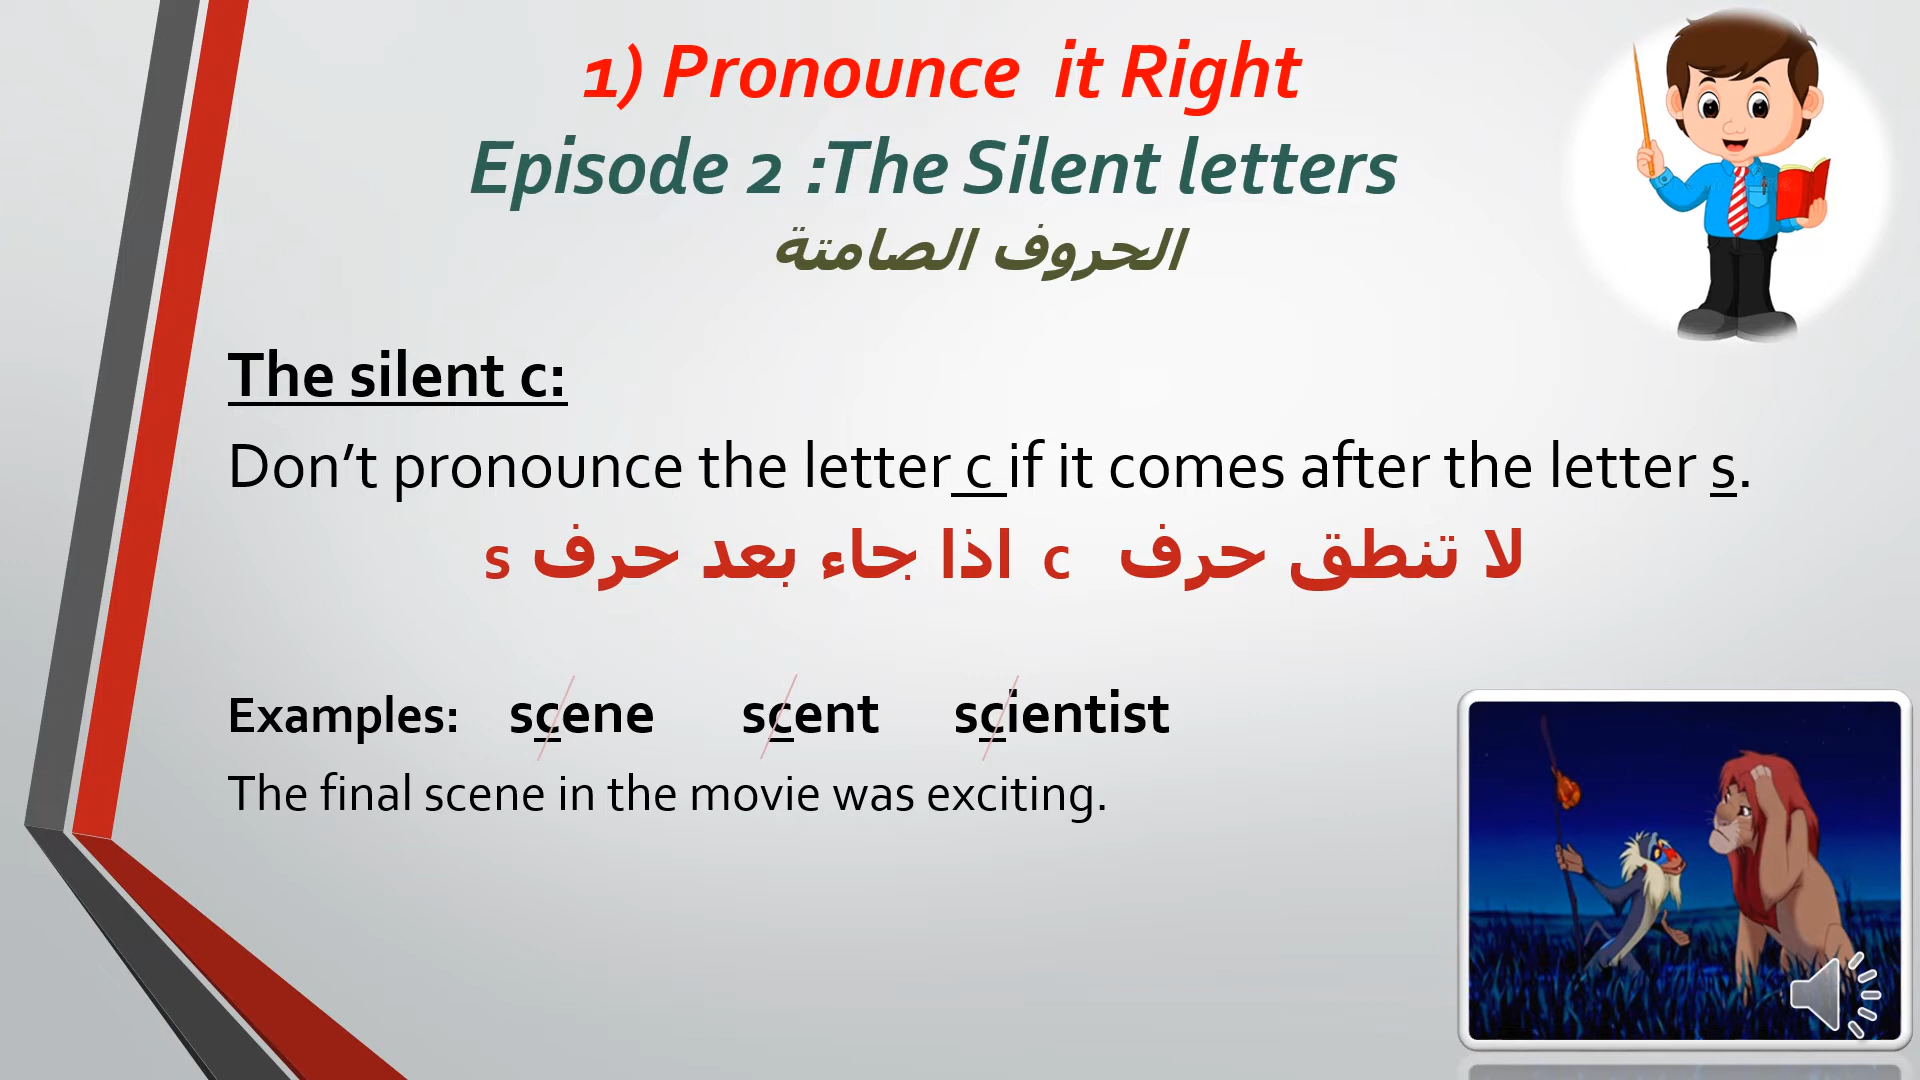 1) Pronounce it Right
Episode 2 :The Silent letters
الحروف الصامتة
The silent c:
Don’t pronounce the letter c if it comes after the letter s.
لا تنطق حرف c اذا جاء بعد حرف s
Examples: scene scent scientist
The final scene in the movie was exciting.